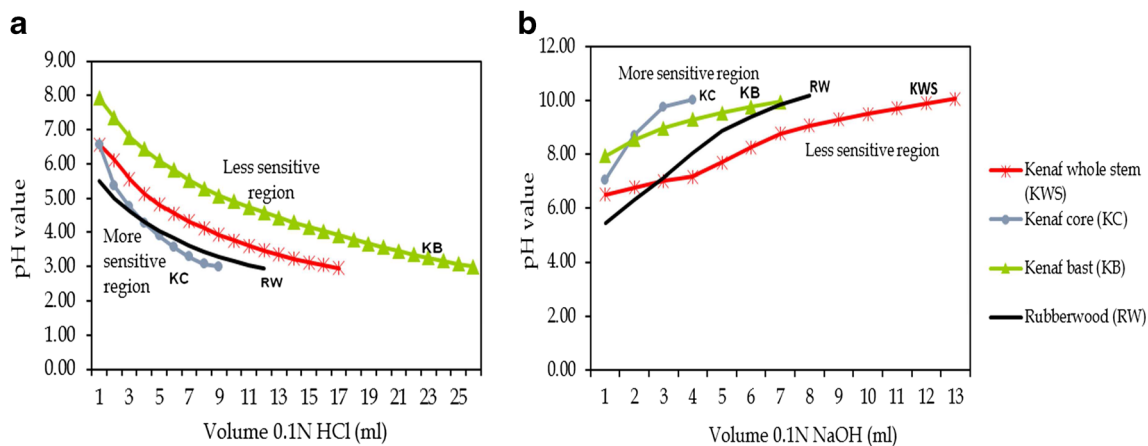 a
9.00
8.00
7.00
6.00
5.00
4.00
3.00
2.00
1.00
0.00
pH value
Less sensitive
region
More
sensitive
region
KC
RW
KB
1 3 5 7 9 11 13 15 17 19 21 23 25
Volume 0.1N HCl (ml)
b
12.00
10.00
8.00
6.00
4.00
2.00
0.00
pH value
More sensitive region
KC
KB
RW
KWS
Less sensitive region
1 2 3 4 5 6 7 8 9 10 11 12 13
Volume 0.1N NaOH (ml)
Kenaf whole stem
(KWS)
Kenaf core (KC)
Kenaf bast (KB)
Rubberwood (RW)